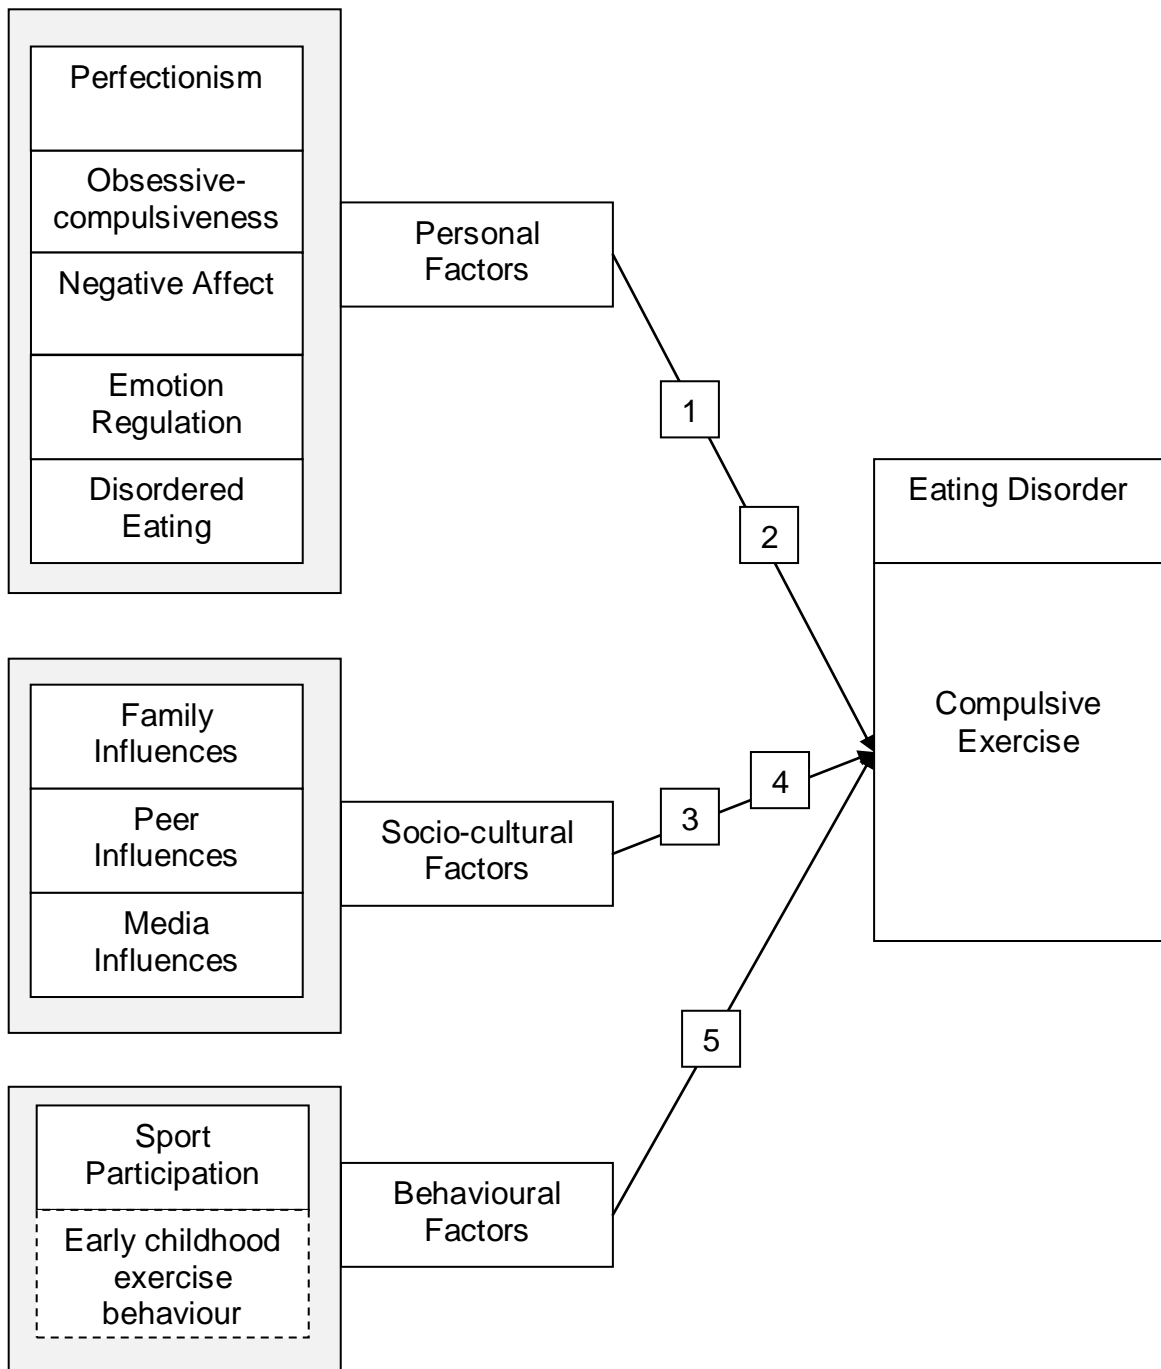 Perfectionism
Obsessive-
compulsiveness
Negative Affect
Emotion
Regulation
Disordered
Eating
Personal
Factors
1
2
Eating Disorder
Compulsive
Exercise
Family
Influences
Peer
Influences
Media
Influences
Socio-cultural
Factors
3
4
5
Sport
Participation
Early childhood
exercise
behaviour
Behavioural
Factors